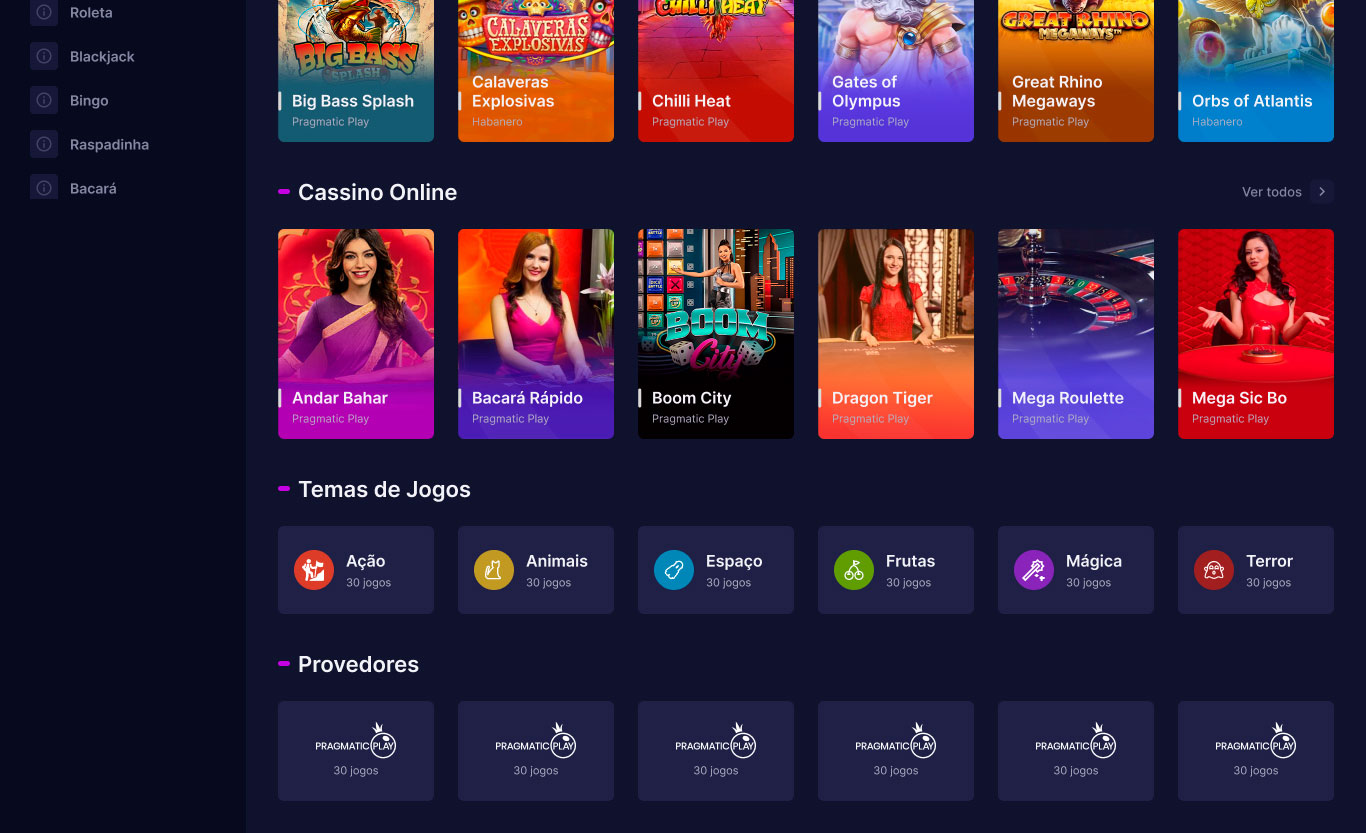 Roleta
Blackjack
Bingo
Raspadinha
Bacará
BIG BASS
SPLASH
Big Bass Splash
Pragmatic Play
CALAVERAS
EXPLOSIVAS
Calaveras
Explosivas
Habanero
CHILLI HEAT
Chilli Heat
Pragmatic Play
Gates of
Olympus
Pragmatic Play
GREAT RHINO
MEGAWAYS™
Great Rhino
Megaways
Pragmatic Play
Orbs of Atlantis
Habanero
Cassino Online
Ver todos
Andar Bahar
Pragmatic Play
Bacará Rápido
Pragmatic Play
BOOM
City
Boom City
Pragmatic Play
Dragon Tiger
Pragmatic Play
Mega Roulette
Pragmatic Play
Mega Sic Bo
Pragmatic Play
Temas de Jogos
Ação
30 jogos
Animais
30 jogos
Espaço
30 jogos
Frutas
30 jogos
Mágica
30 jogos
Terror
30 jogos
Provedores
PRAGMATIC PLAY
30 jogos
PRAGMATIC PLAY
30 jogos
PRAGMATIC PLAY
30 jogos
PRAGMATIC PLAY
30 jogos
PRAGMATIC PLAY
30 jogos
PRAGMATIC PLAY
30 jogos